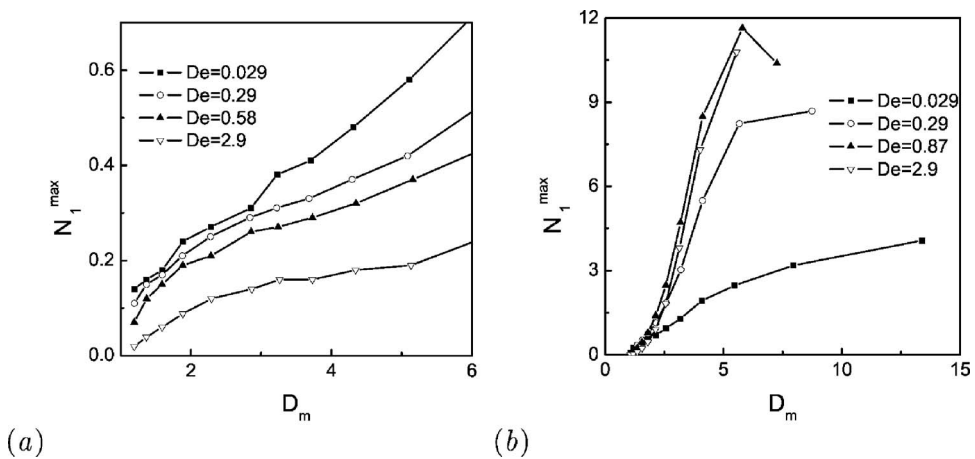 0.6
0.4
0.2
0.0
N₁ᵐᵃˣ
De=0.029
De=0.29
De=0.58
De=2.9
2
4
6
Dₘ
(a)
12
9
6
3
0
N₁ᵐᵃˣ
De=0.029
De=0.29
De=0.87
De=2.9
0
5
10
15
Dₘ
(b)